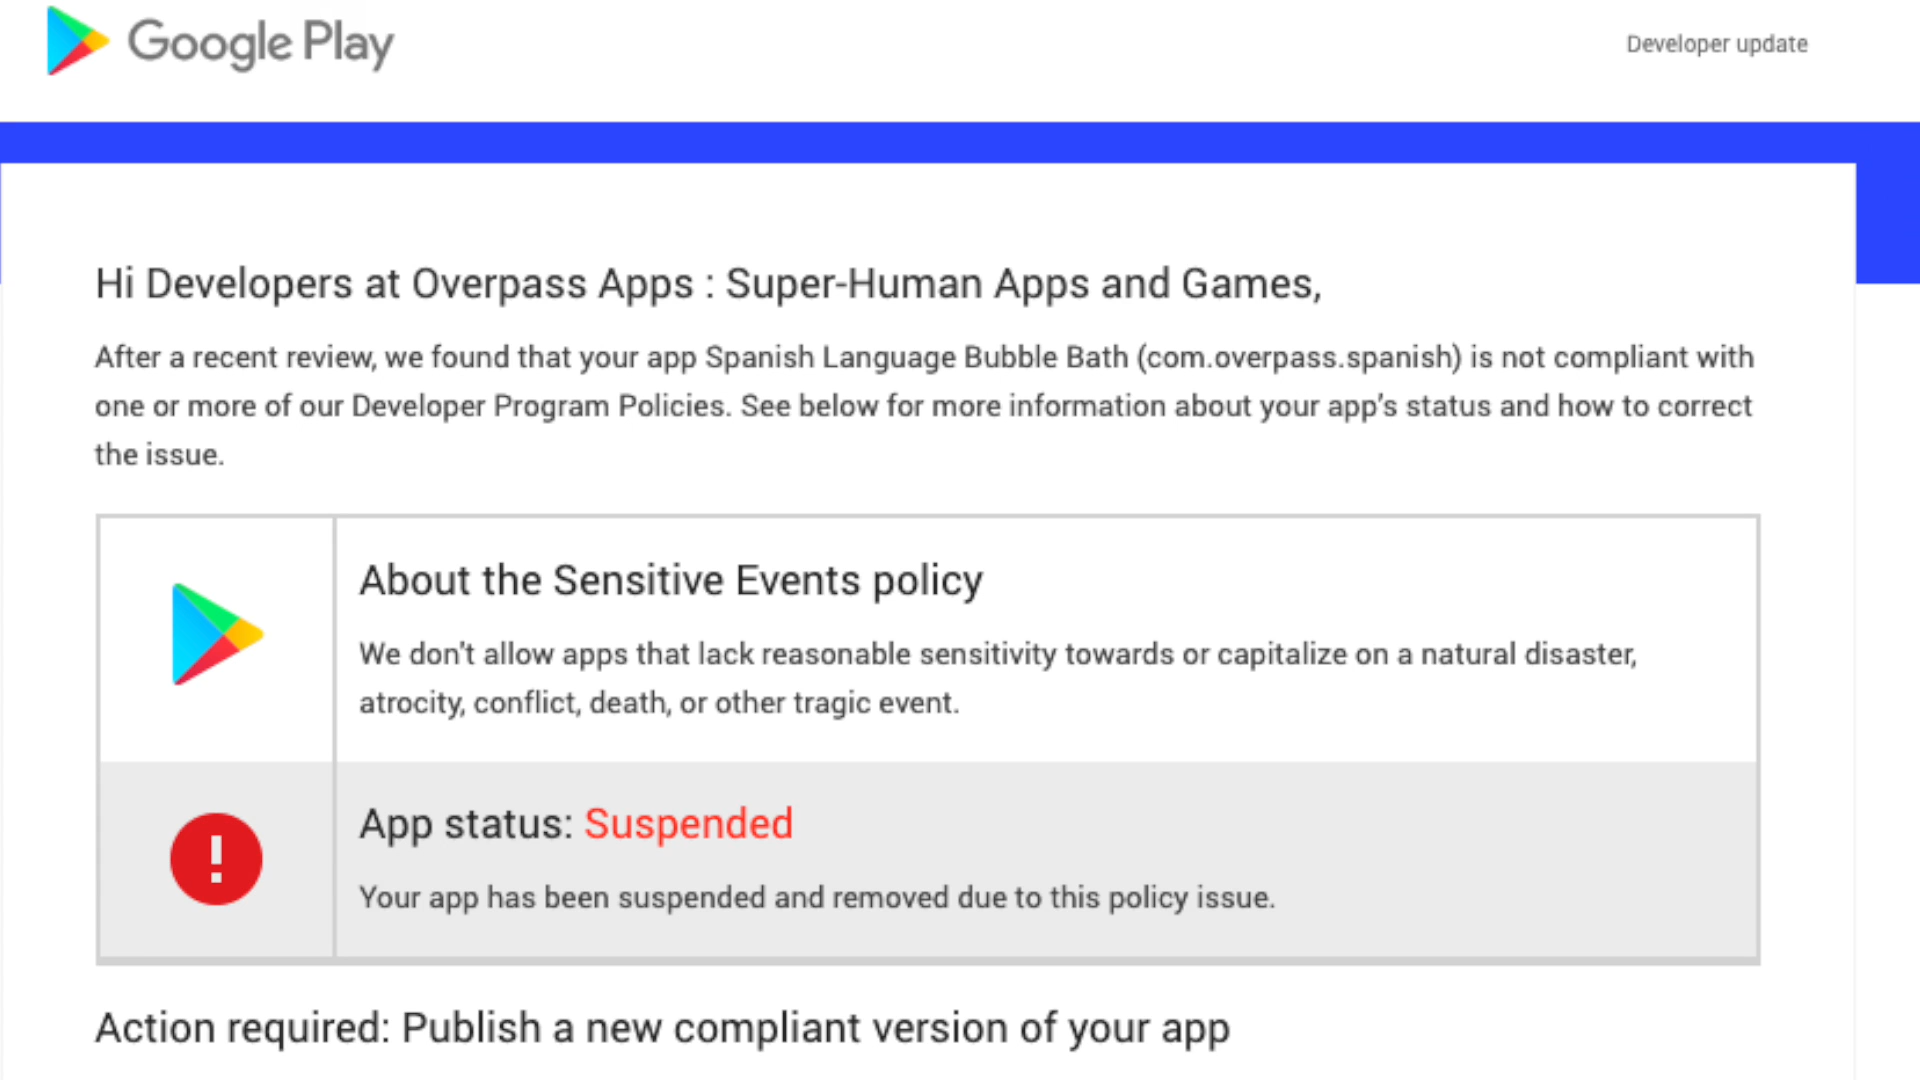 Google Play
Developer update
Hi Developers at Overpass Apps : Super-Human Apps and Games,
After a recent review, we found that your app Spanish Language Bubble Bath (com.overpass.spanish) is not compliant with
one or more of our Developer Program Policies. See below for more information about your app's status and how to correct
the issue.
About the Sensitive Events policy
We don't allow apps that lack reasonable sensitivity towards or capitalize on a natural disaster,
atrocity, conflict, death, or other tragic event.
App status: Suspended
Your app has been suspended and removed due to this policy issue.
Action required: Publish a new compliant version of your app